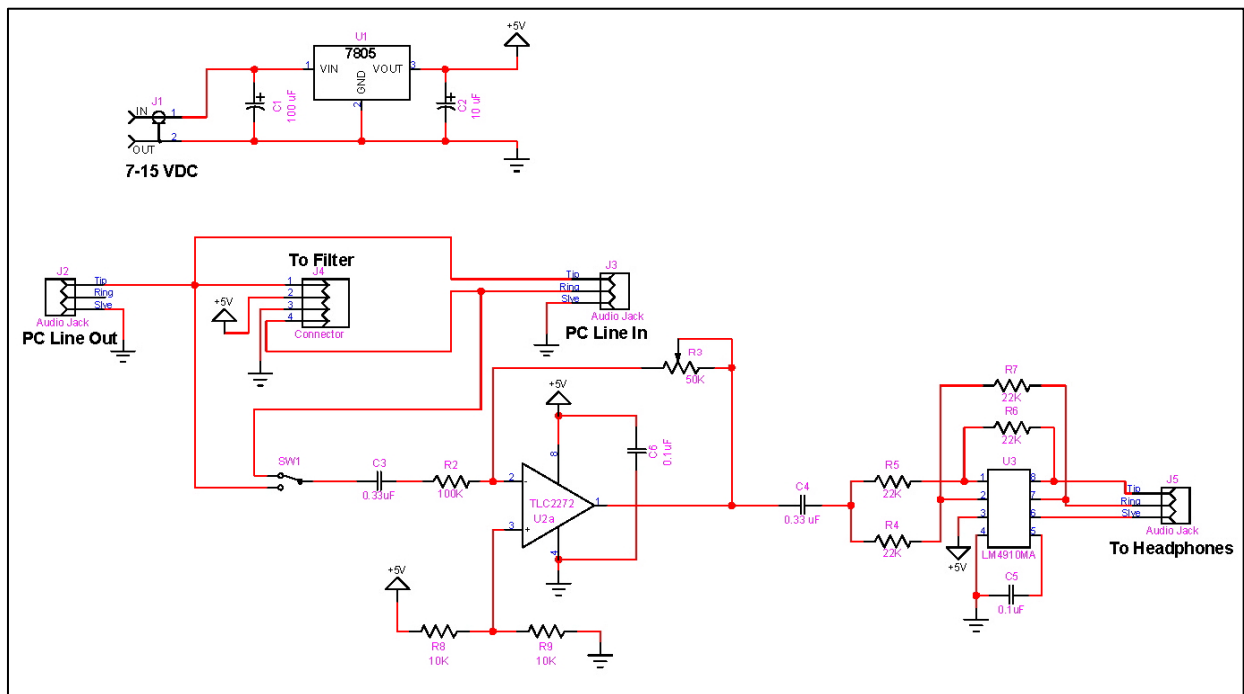 +5V
U1
7805
1 VIN VOUT 3
GND
2
C1
100 uF
C2
10 uF
J1
IN 1
OUT 2
7-15 VDC
To Filter
J2
J4
J3
Tip
Ring
Slve
Audio Jack
PC Line Out
+5V
1
2
3
4
Connector
Tip
Ring
Slve
Audio Jack
PC Line In
R3
50K
+5V
C6
0.1uF
SW1
C3
0.33uF
R2
100K
8
2 -
TLC2272
1
U2a
3 +
4
+5V
R8
10K
R9
10K
C4
0.33 uF
R7
22K
R6
22K
R5
22K
R4
22K
U3
1 8
2 7
3 6
4 5
LM4910MA
+5V
C5
0.1uF
J5
Tip
Ring
Slve
Audio Jack
To Headphones